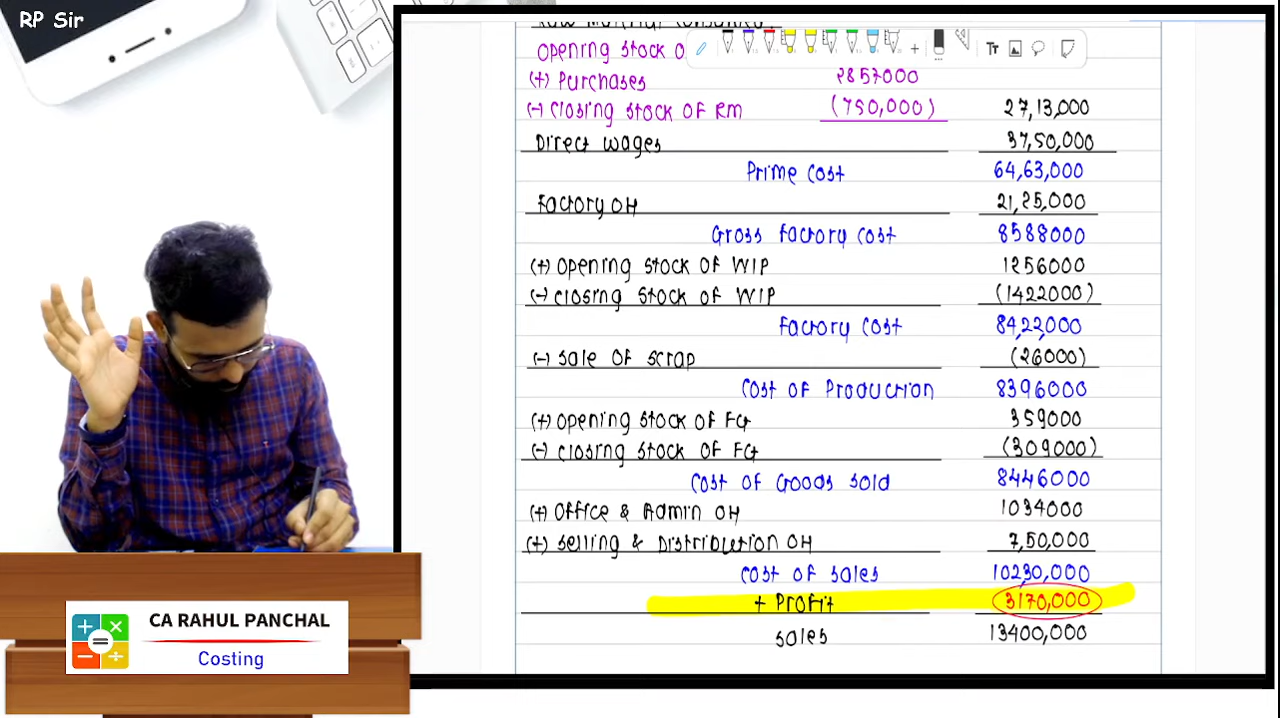 RP Sir
Raw Material Consumed
Opening Stock O
(+) Purchases 2857000
(-) Closing Stock OF RM (750,000) 27,13,000
Direct wages 37,50,000
Prime Cost 64,63,000
Factory OH 21,25,000
Gross Factory Cost 8588000
(+) Opening Stock OF WIP 1256000
(-) Closing Stock OF WIP (1422000)
Factory Cost 84,22,000
(-) Sale OF Scrap (26000)
Cost OF Production 8396000
(+) Opening Stock OF FG 359000
(-) Closing Stock OF FG (309000)
Cost OF Goods Sold 8446000
(+) Office & Admin OH 1034000
(+) Selling & Distribution OH 7,50,000
Cost OF Sales 10230,000
+ Profit 3170,000
Sales 13400,000
Tr
CA RAHUL PANCHAL
Costing